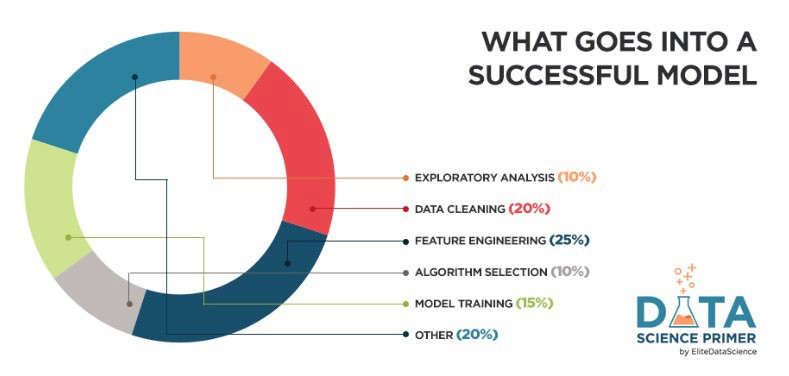 WHAT GOES INTO A
SUCCESSFUL MODEL
EXPLORATORY ANALYSIS (10%)
DATA CLEANING (20%)
FEATURE ENGINEERING (25%)
ALGORITHM SELECTION (10%)
MODEL TRAINING (15%)
OTHER (20%)
DATA
SCIENCE PRIMER
by EliteDataScience